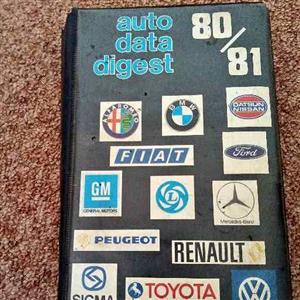 auto
data
digest
80/81
ALFA ROMEO
BMW
DATSUN
NISSAN
FIAT
Ford
GM
GENERAL MOTORS
L
Mercedes-Benz
PEUGEOT
RENAULT
S
SIGMA
TOYOTA
VW